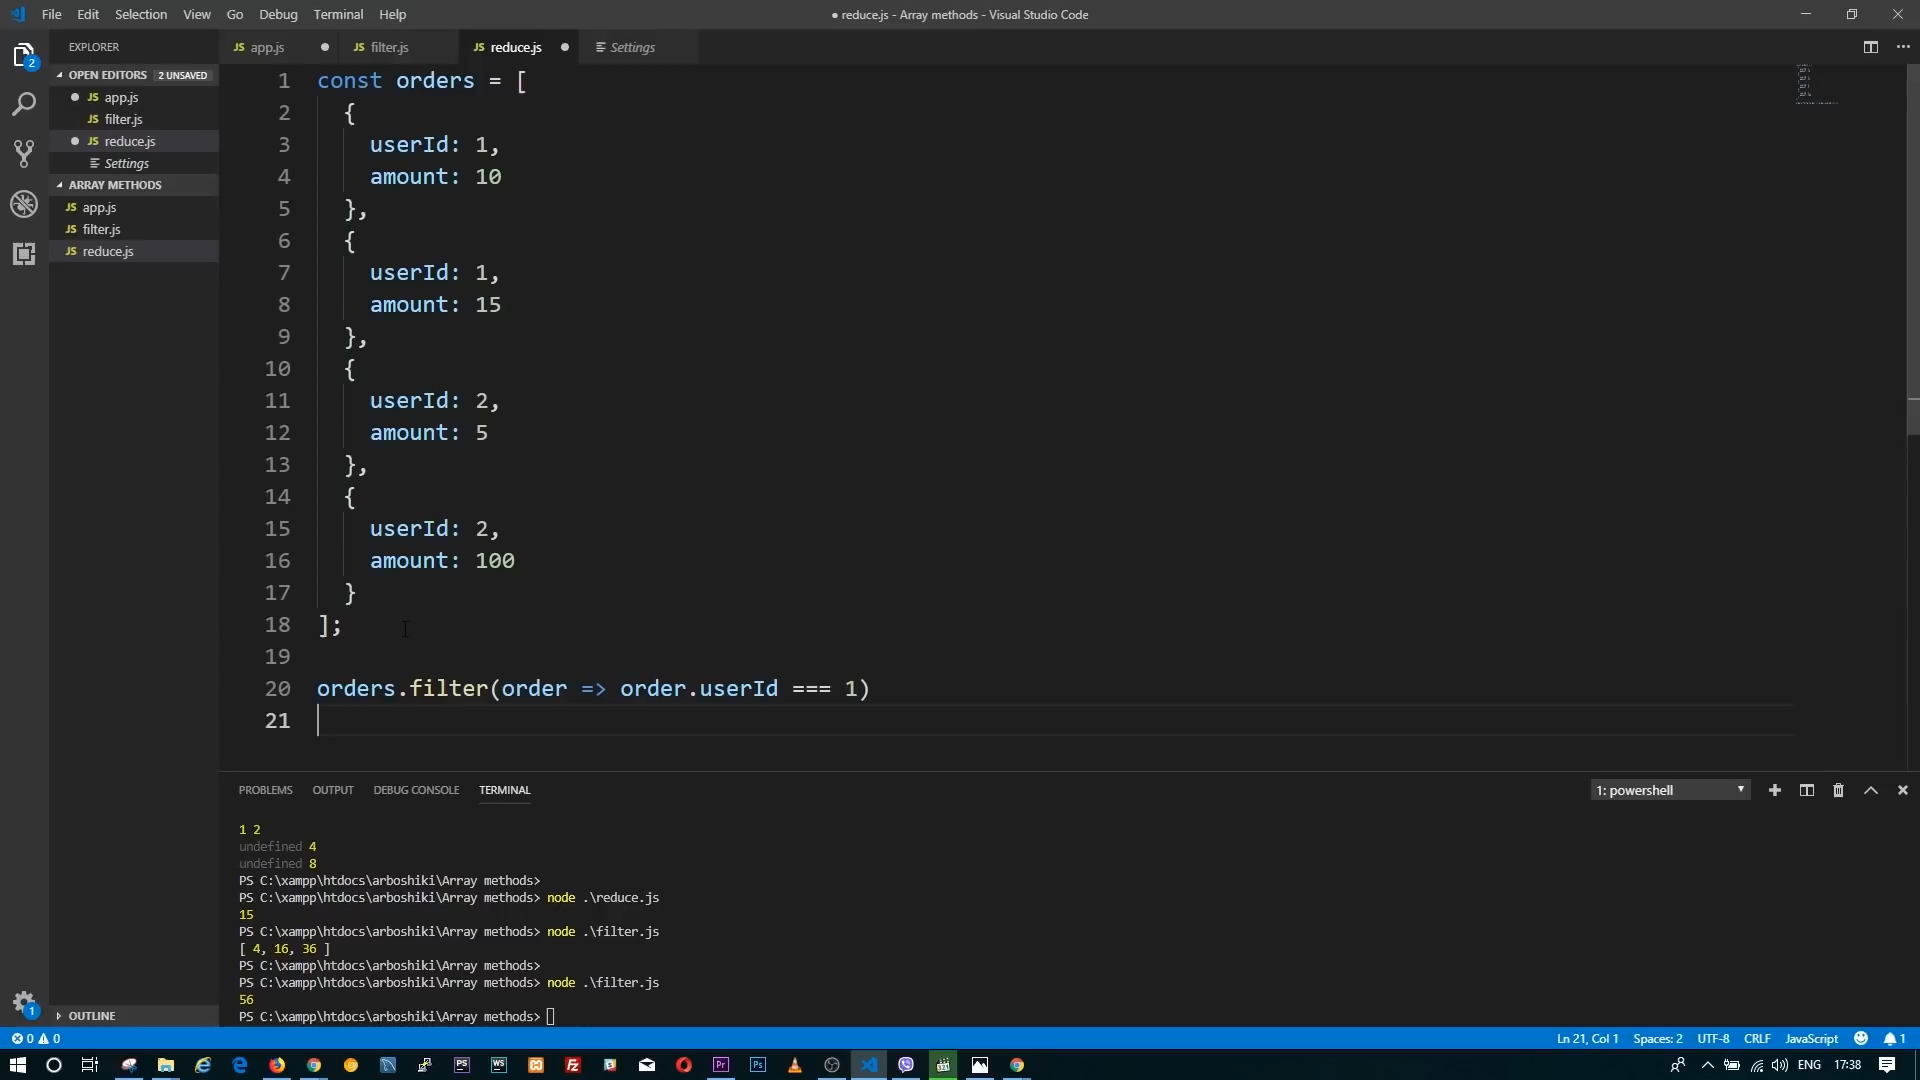 File Edit Selection View Go Debug Terminal Help
● reduce.js - Array methods - Visual Studio Code
EXPLORER
JS app.js ● JS filter.js JS reduce.js ● Settings
OPEN EDITORS 2 UNSAVED
● JS app.js
JS filter.js
● JS reduce.js
Settings
ARRAY METHODS
JS app.js
JS filter.js
JS reduce.js
OUTLINE
2
1
1 const orders = [
2 {
3 userId: 1,
4 amount: 10
5 },
6 {
7 userId: 1,
8 amount: 15
9 },
10 {
11 userId: 2,
12 amount: 5
13 },
14 {
15 userId: 2,
16 amount: 100
17 }
18 ];
19
20 orders.filter(order => order.userId === 1)
21
PROBLEMS OUTPUT DEBUG CONSOLE TERMINAL 1: powershell
1 2
undefined 4
undefined 8
PS C:\xampp\htdocs\arboshiki\Array methods>
PS C:\xampp\htdocs\arboshiki\Array methods> node .\reduce.js
15
PS C:\xampp\htdocs\arboshiki\Array methods> node .\filter.js
[ 4, 16, 36 ]
PS C:\xampp\htdocs\arboshiki\Array methods>
PS C:\xampp\htdocs\arboshiki\Array methods> node .\filter.js
56
PS C:\xampp\htdocs\arboshiki\Array methods>
0 0 Ln 21, Col 1 Spaces: 2 UTF-8 CRLF JavaScript 1
PS WS Fz Pr Ps ENG 17:38